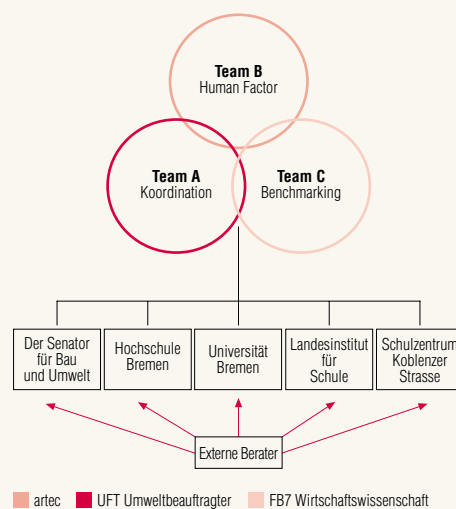 Team B
Human Factor
Team A
Koordination
Team C
Benchmarking
Der Senator
für Bau
und Umwelt
Hochschule
Bremen
Universität
Bremen
Landesinstitut
für
Schule
Schulzentrum
Koblenzer
Strasse
Externe Berater
artec
UFT Umweltbeauftragter
FB7 Wirtschaftswissenschaft